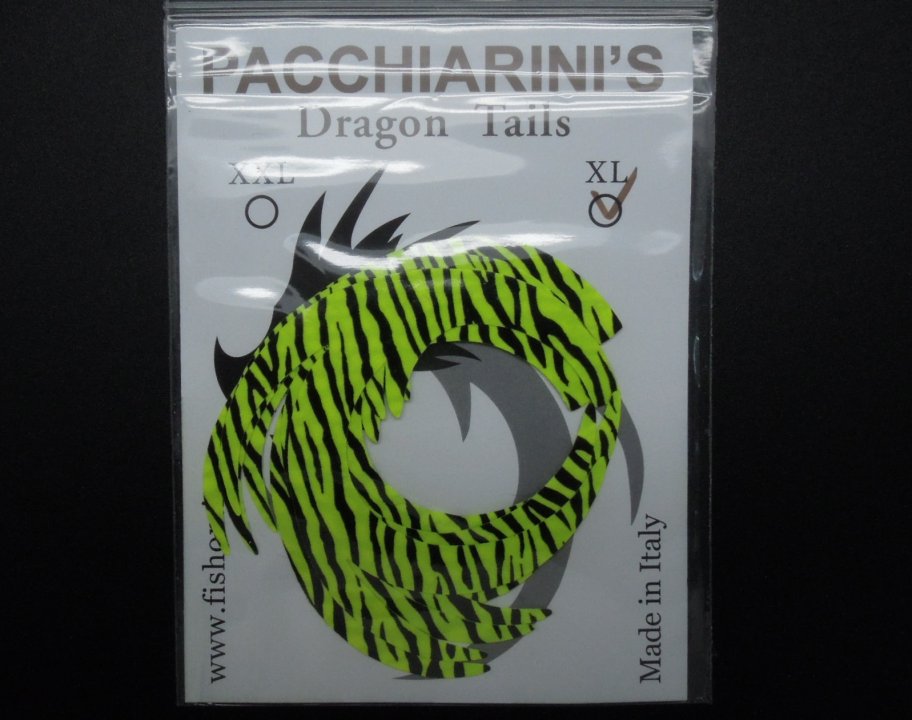 PACCHIARINI'S
Dragon Tails
XXL
XL
Made in Italy